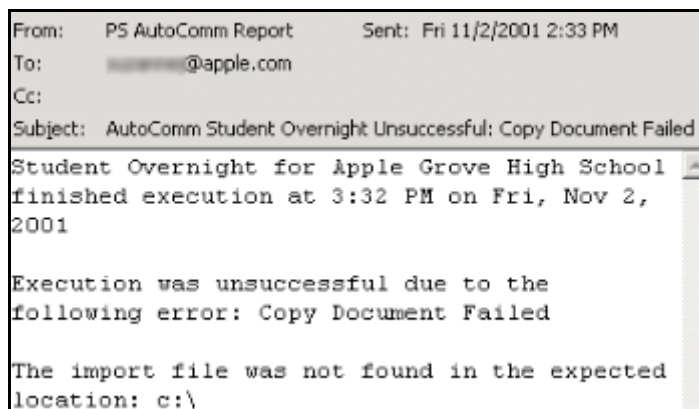 From: PS AutoComm Report Sent: Fri 11/2/2001 2:33 PM
To: @apple.com
Cc:
Subject: AutoComm Student Overnight Unsuccessful: Copy Document Failed
Student Overnight for Apple Grove High School
finished execution at 3:32 PM on Fri, Nov 2,
2001
Execution was unsuccessful due to the
following error: Copy Document Failed
The import file was not found in the expected
location: c:\